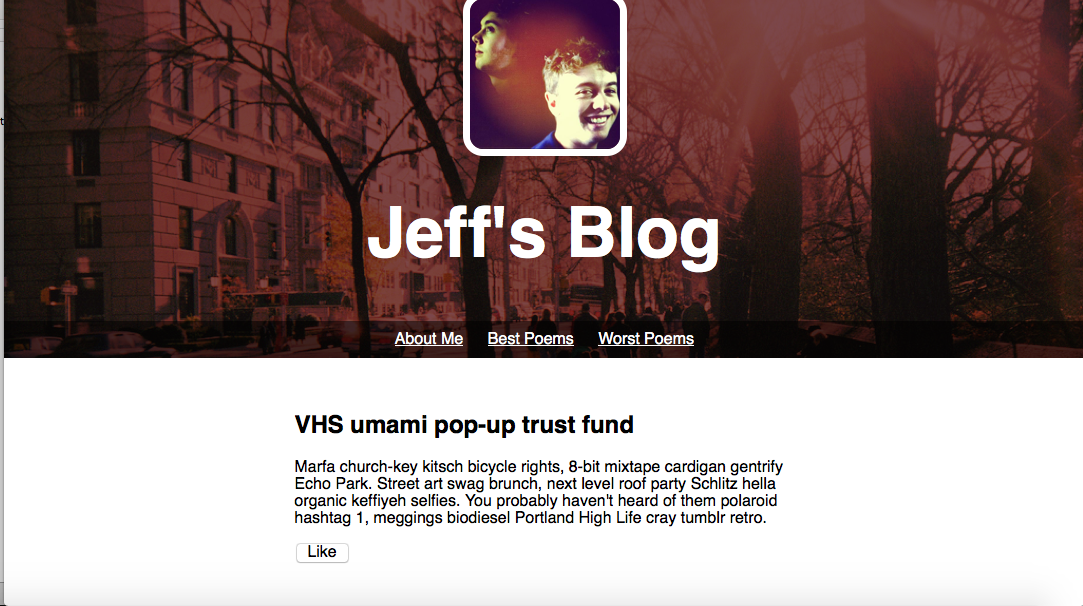 Jeff's Blog
About Me Best Poems Worst Poems
VHS umami pop-up trust fund
Marfa church-key kitsch bicycle rights, 8-bit mixtape cardigan gentrify
Echo Park. Street art swag brunch, next level roof party Schlitz hella
organic keffiyeh selfies. You probably haven't heard of them polaroid
hashtag 1, meggings biodiesel Portland High Life cray tumblr retro.
Like